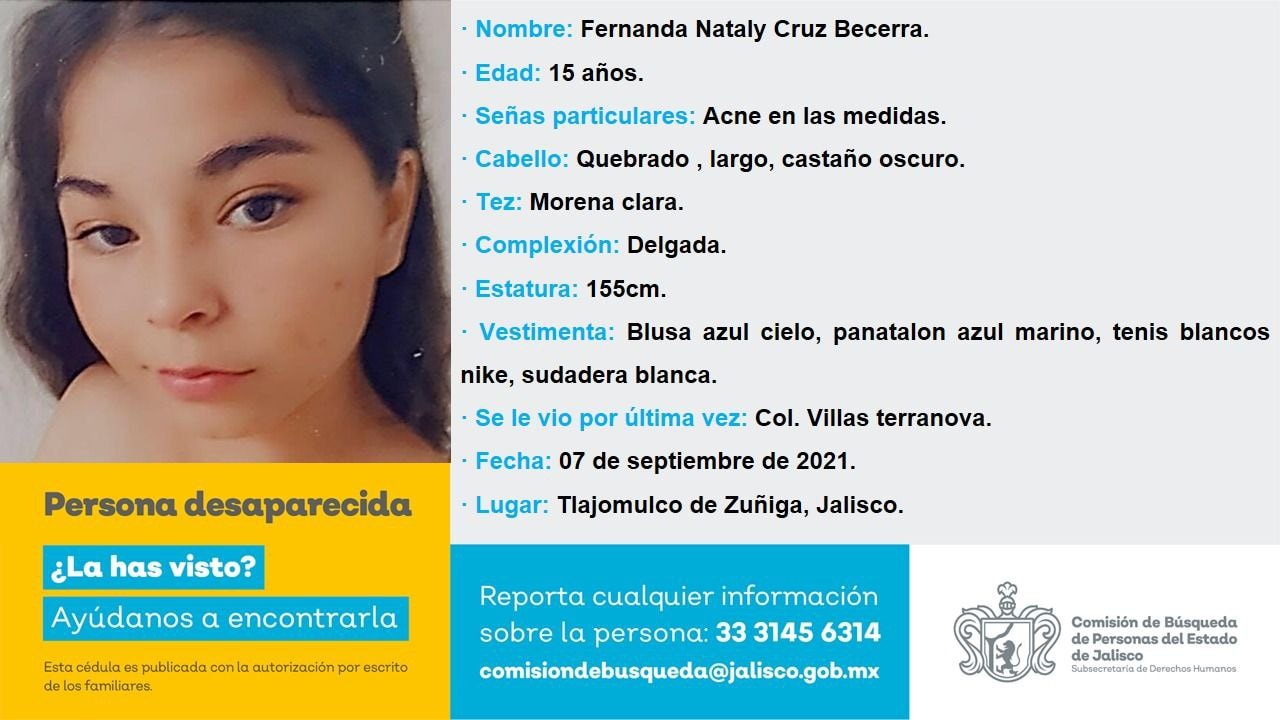 · Nombre: Fernanda Nataly Cruz Becerra.
· Edad: 15 años.
· Señas particulares: Acne en las medidas.
· Cabello: Quebrado , largo, castaño oscuro.
· Tez: Morena clara.
· Complexión: Delgada.
· Estatura: 155cm.
· Vestimenta: Blusa azul cielo, panatalon azul marino, tenis blancos
nike, sudadera blanca.
· Se le vio por última vez: Col. Villas terranova.
· Fecha: 07 de septiembre de 2021.
· Lugar: Tlajomulco de Zuñiga, Jalisco.
Persona desaparecida
¿La has visto?
Ayúdanos a encontrarla
Esta cédula es publicada con la autorización por escrito
de los familiares.
Reporta cualquier información
sobre la persona: 33 3145 6314
comisiondebusqueda@jalisco.gob.mx
Comisión de Búsqueda
de Personas del Estado
de Jalisco
Subsecretaría de Derechos Humanos